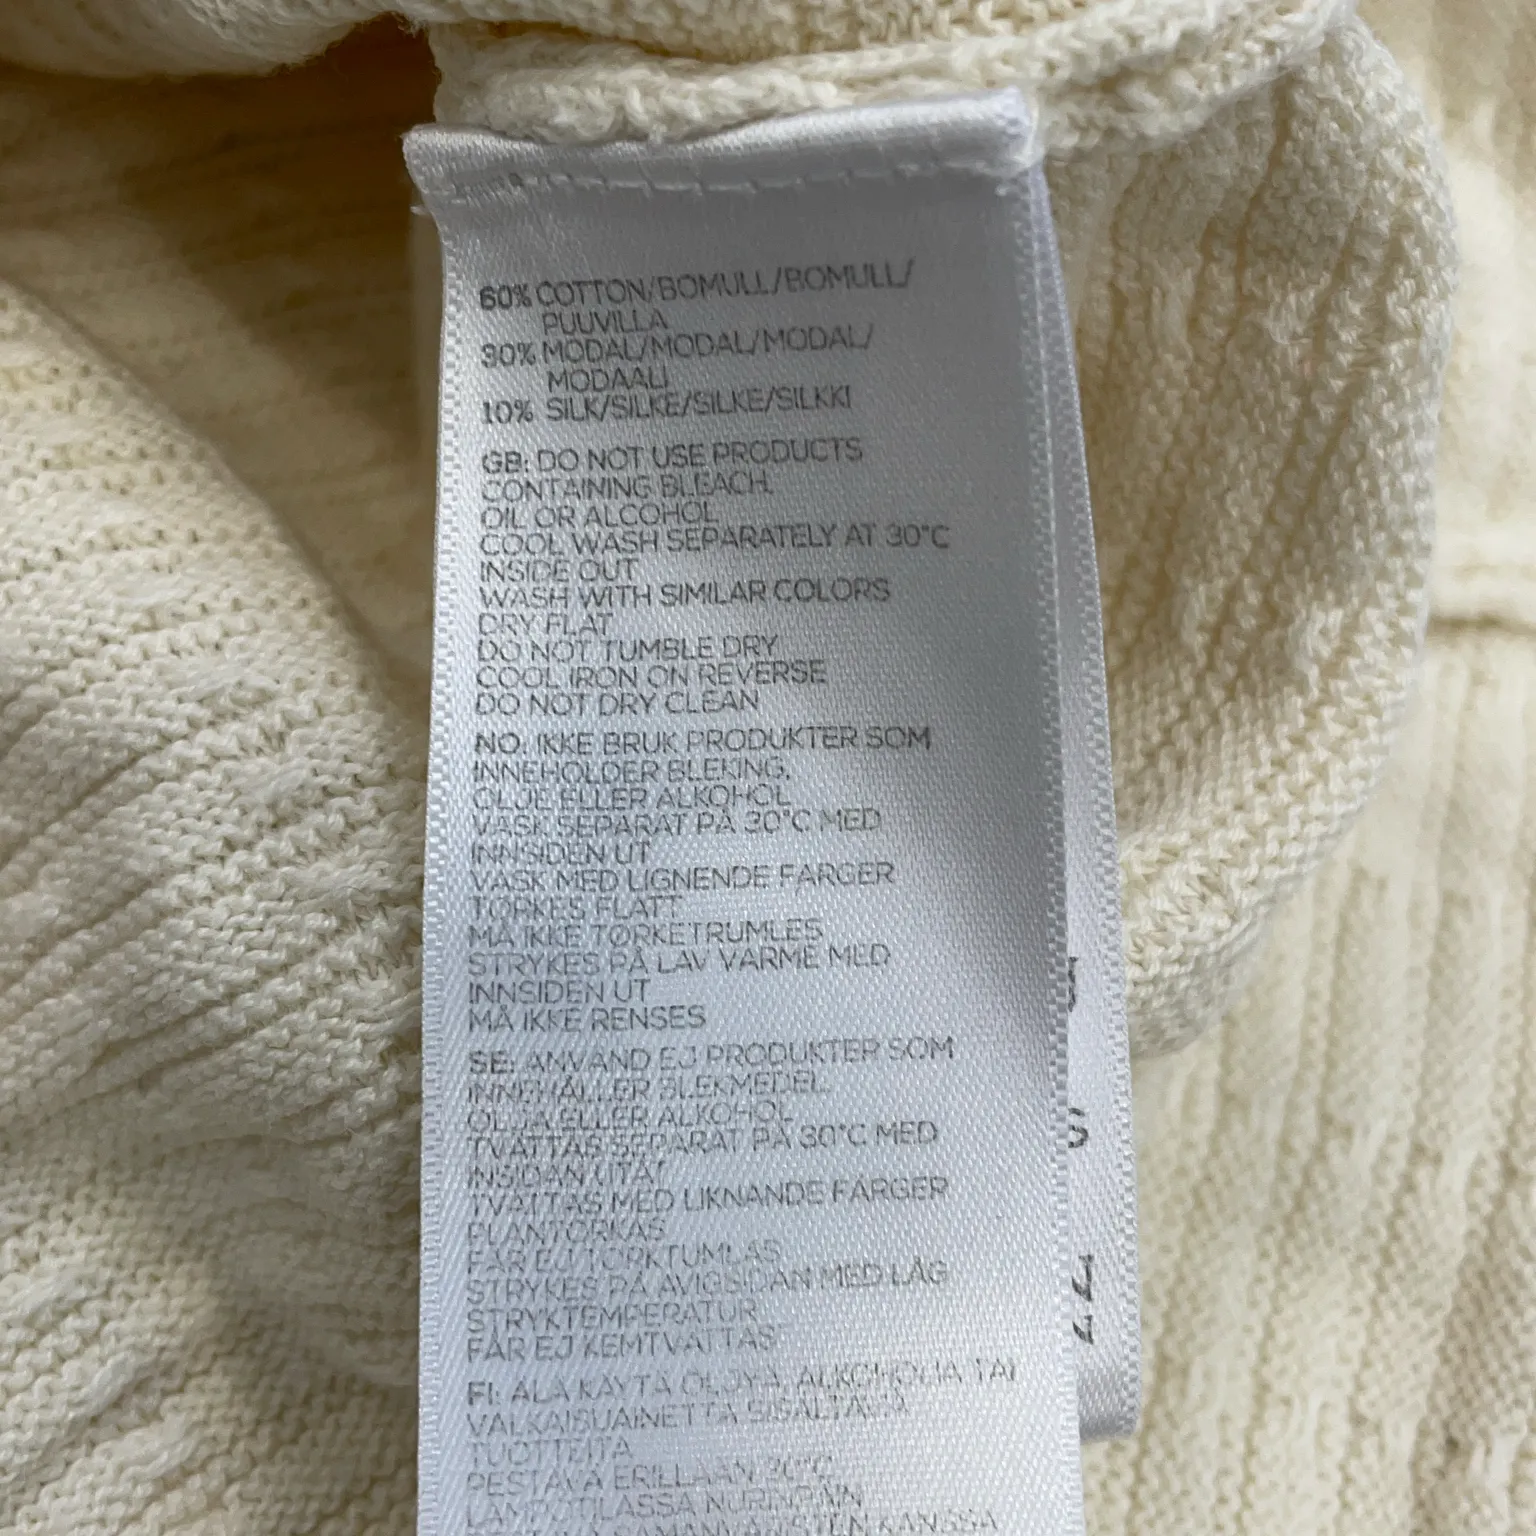 60% COTTON/BOMULL/BOMULL/
PUUVILLA
30% MODAL/MODAL/MODAL/
MODAALI
10% SILK/SILKE/SILKE/SILKKI
GB: DO NOT USE PRODUCTS
CONTAINING BLEACH,
OIL OR ALCOHOL
COOL WASH SEPARATELY AT 30°C
INSIDE OUT
WASH WITH SIMILAR COLORS
DRY FLAT
DO NOT TUMBLE DRY
COOL IRON ON REVERSE
DO NOT DRY CLEAN
NO: IKKE BRUK PRODUKTER SOM
INNEHOLDER BLEKING,
OLJE ELLER ALKOHOL
VASK SEPARAT PÅ 30°C MED
INNSIDEN UT
VASK MED LIGNENDE FARGER
TØRKES FLATT
MÅ IKKE TØRKETRUMLES
STRYKES PÅ LAV VARME MED
INNSIDEN UT
MÅ IKKE RENSES
SE: ANVÄND EJ PRODUKTER SOM
INNEHÅLLER BLEKMEDEL
OLJA ELLER ALKOHOL
TVÄTTAS SEPARAT PÅ 30°C MED
INSIDAN UTÅT
TVÄTTAS MED LIKNANDE FÄRGER
PLANTORKAS
FÅR EJ TORKTUMLAS
STRYKES PÅ AVIGSIDAN MED LÅG
STRYKTEMPERATUR
FÅR EJ KEMTVÄTTAS
FI: ÄLÄ KÄYTÄ ÖLJYÄ, ALKOHOLIA TAI
VALKAISUAINETTA SISÄLTÄVIÄ
TUOTTEITA
PESTÄVÄ ERILLÄÄN 30°C
LÄMPÖTILASSA NURINPÄIN
KANSSA